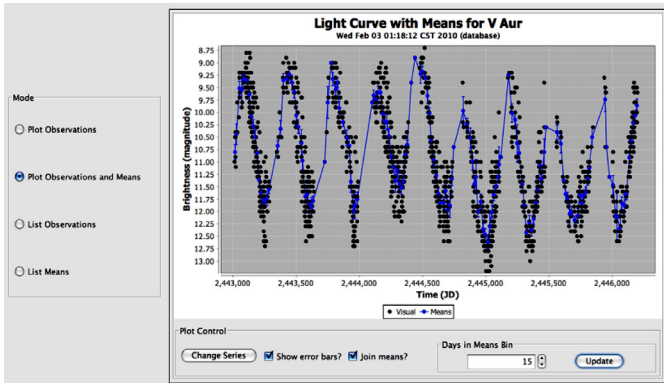 Light Curve with Means for V Aur
Wed Feb 03 01:18:12 CST 2010 (database)
Mode
Plot Observations
Plot Observations and Means
List Observations
List Means
Brightness (magnitude)
8.75
9.00
9.25
9.50
9.75
10.00
10.25
10.50
10.75
11.00
11.25
11.50
11.75
12.00
12.25
12.50
12.75
13.00
2,443,000
2,443,500
2,444,000
2,444,500
2,445,000
2,445,500
2,446,000
Time (JD)
Visual Means
Plot Control
Change Series
Show error bars?
Join means?
Days in Means Bin
15
Update